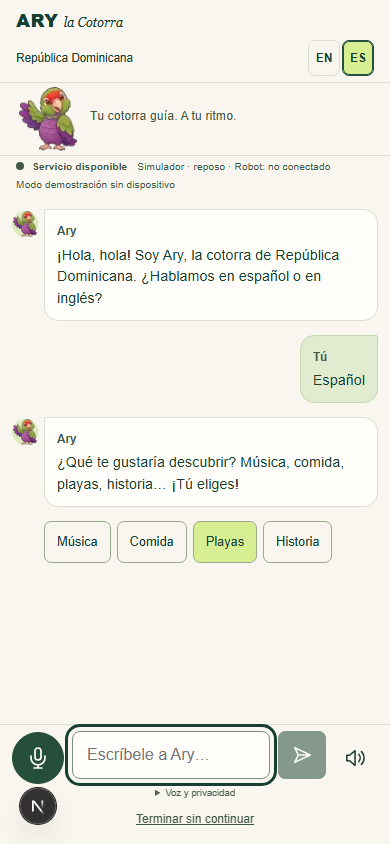 ARY la Cotorra
República Dominicana
EN
ES
Tu cotorra guía. A tu ritmo.
Servicio disponible Simulador · reposo · Robot: no conectado
Modo demostración sin dispositivo
Ary
¡Hola, hola! Soy Ary, la cotorra de República
Dominicana. ¿Hablamos en español o en
inglés?
Tú
Español
Ary
¿Qué te gustaría descubrir? Música, comida,
playas, historia… ¡Tú eliges!
Música
Comida
Playas
Historia
Escríbele a Ary…
N
Voz y privacidad
Terminar sin continuar